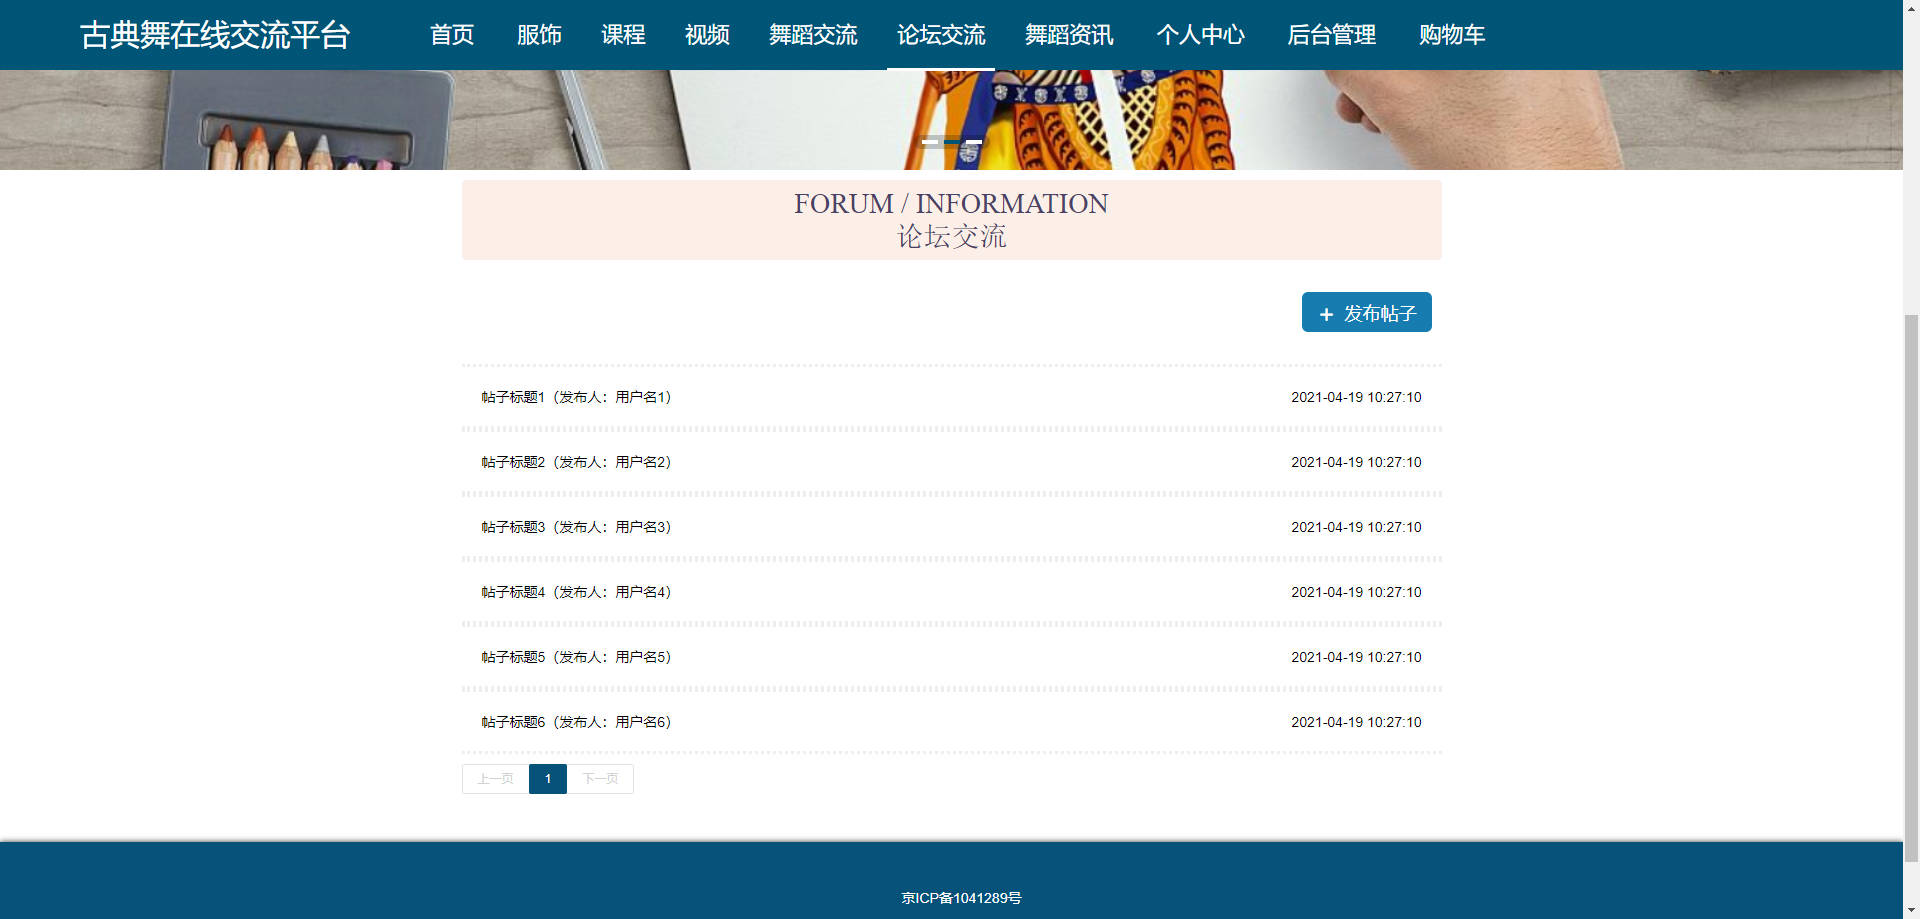 古典舞在线交流平台 首页 服饰 课程 视频 舞蹈交流 论坛交流 舞蹈资讯 个人中心 后台管理 购物车
FORUM / INFORMATION
论坛交流
+ 发布帖子
帖子标题1（发布人：用户名1） 2021-04-19 10:27:10
帖子标题2（发布人：用户名2） 2021-04-19 10:27:10
帖子标题3（发布人：用户名3） 2021-04-19 10:27:10
帖子标题4（发布人：用户名4） 2021-04-19 10:27:10
帖子标题5（发布人：用户名5） 2021-04-19 10:27:10
帖子标题6（发布人：用户名6） 2021-04-19 10:27:10
上一页 1 下一页
京ICP备1041289号